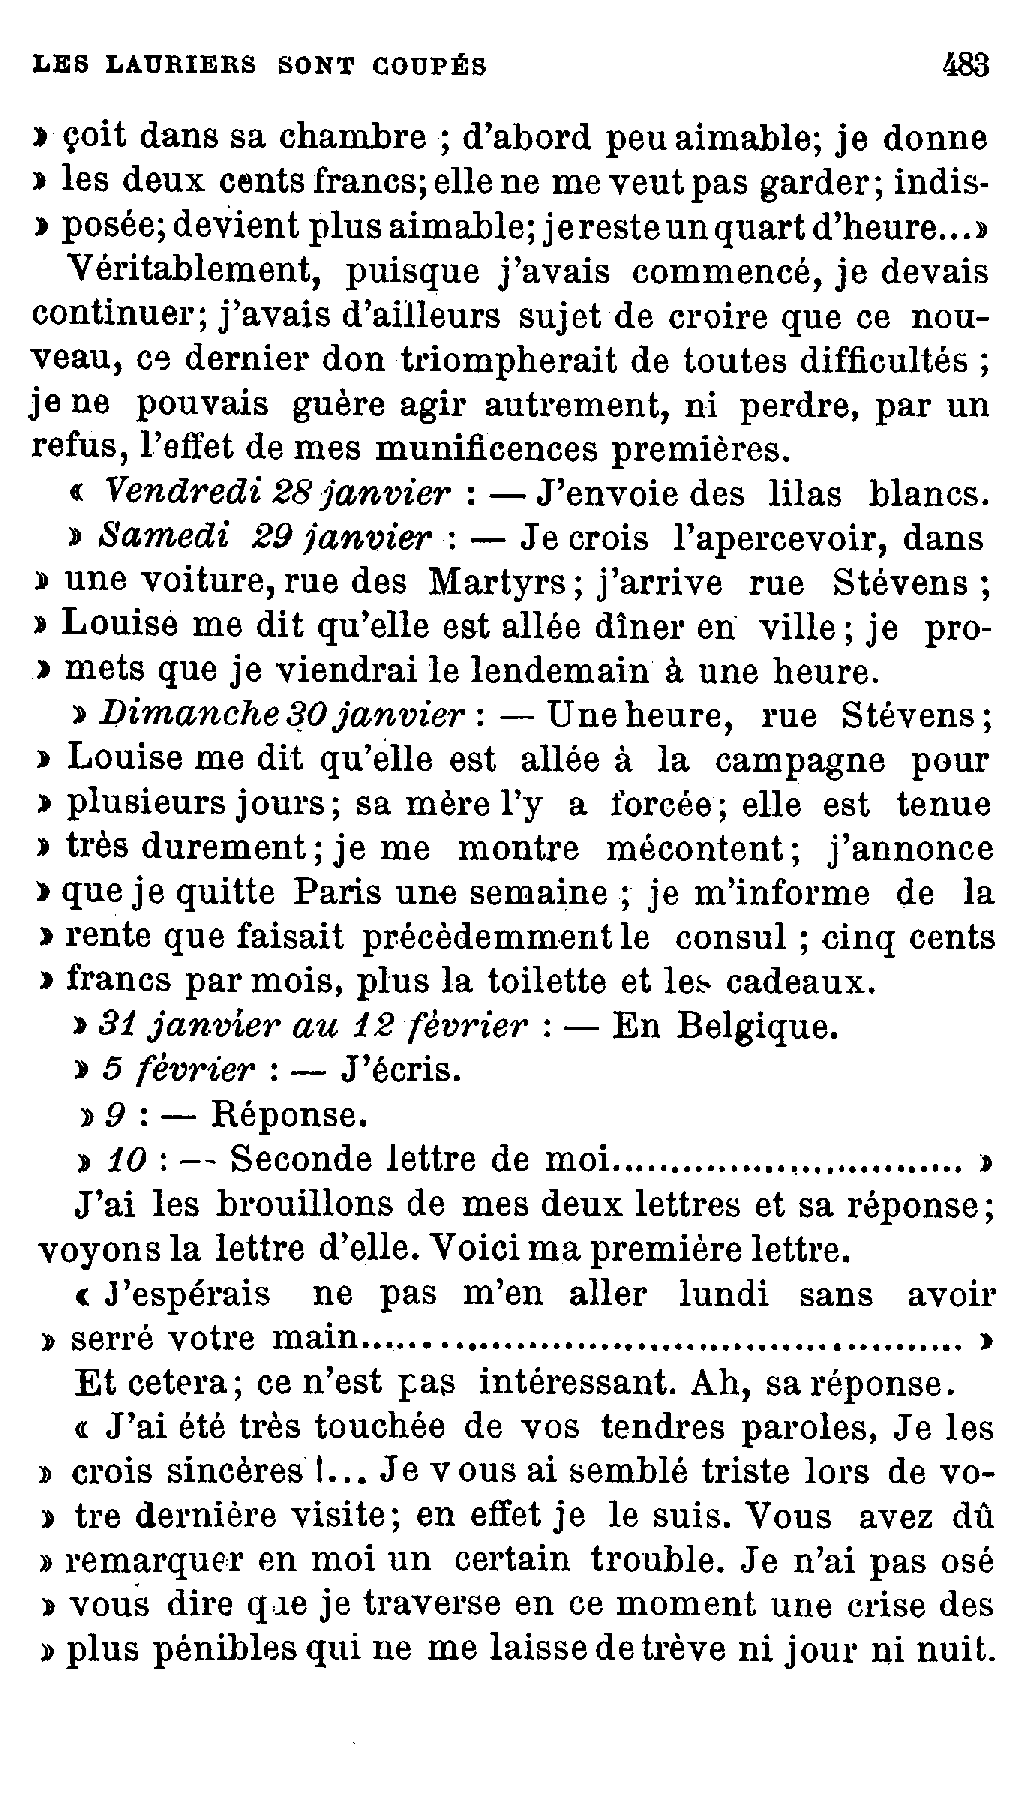 LES LAURIERS SONT COUPÉS 483
» çoit dans sa chambre ; d'abord peu aimable; je donne
» les deux cents francs; elle ne me veut pas garder; indis-
» posée; devient plus aimable; je reste un quart d'heure...»
Véritablement, puisque j'avais commencé, je devais
continuer; j'avais d'ailleurs sujet de croire que ce nou-
veau, ce dernier don triompherait de toutes difficultés ;
je ne pouvais guère agir autrement, ni perdre, par un
refus, l'effet de mes munificences premières.
« Vendredi 28 janvier : — J'envoie des lilas blancs.
» Samedi 29 janvier : — Je crois l'apercevoir, dans
» une voiture, rue des Martyrs ; j'arrive rue Stévens ;
» Louise me dit qu'elle est allée dîner en ville ; je pro-
» mets que je viendrai le lendemain à une heure.
» Dimanche 30 janvier : — Une heure, rue Stévens ;
» Louise me dit qu'elle est allée à la campagne pour
» plusieurs jours; sa mère l'y a forcée; elle est tenue
» très durement ; je me montre mécontent; j'annonce
» que je quitte Paris une semaine ; je m'informe de la
» rente que faisait précèdemment le consul ; cinq cents
» francs par mois, plus la toilette et les cadeaux.
» 31 janvier au 12 février : — En Belgique.
» 5 février : — J'écris.
» 9 : — Réponse.
» 10 : — Seconde lettre de moi.............................. »
J'ai les brouillons de mes deux lettres et sa réponse;
voyons la lettre d'elle. Voici ma première lettre.
« J'espérais ne pas m'en aller lundi sans avoir
» serré votre main.................................................. »
Et cetera; ce n'est pas intéressant. Ah, sa réponse.
« J'ai été très touchée de vos tendres paroles, Je les
» crois sincères !... Je vous ai semblé triste lors de vo-
» tre dernière visite; en effet je le suis. Vous avez dû
» remarquer en moi un certain trouble. Je n'ai pas osé
» vous dire que je traverse en ce moment une crise des
» plus pénibles qui ne me laisse de trève ni jour ni nuit.